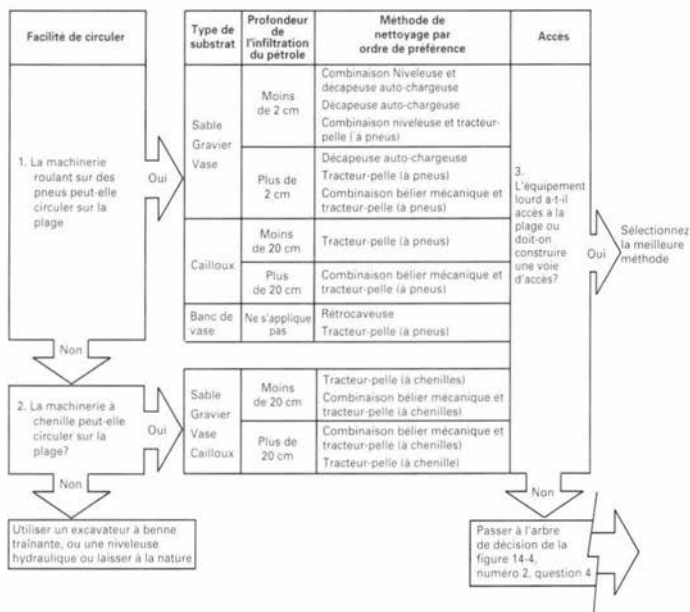 Facilité de circuler
Type de
substrat
Profondeur
de
l'infiltration
du pétrole
Méthode de
nettoyage par
ordre de préférence
Accès
1. La machinerie
roulant sur des
pneus peut-elle
circuler sur la
plage
Oui
Sable
Gravier
Vase
Moins
de 2 cm
Combinaison Niveleuse et
décapeuse auto-chargeuse
Décapeuse auto-chargeuse
Combinaison niveleuse et tracteur-
pelle (à pneus)
Plus de
2 cm
Décapeuse auto-chargeuse
Tracteur-pelle (à pneus)
Combinaison bélier mécanique et
tracteur-pelle (à pneus)
Cailloux
Moins
de 20 cm
Tracteur-pelle (à pneus)
Plus
de 20 cm
Combinaison bélier mécanique et
tracteur-pelle (à pneus)
Banc de
vase
Ne s'applique
pas
Rétrocaveuse
Tracteur-pelle (à pneus)
3.
L'équipement
lourd a-t-il
accès à la
plage ou
doit-on
construire
une voie
d'accès?
Oui
Sélectionnez
la meilleure
méthode
Non
2. La machinerie à
chenille peut-elle
circuler sur la
plage?
Oui
Sable
Gravier
Vase
Cailloux
Moins
de 20 cm
Tracteur-pelle (à chenilles)
Combinaison bélier mécanique et
tracteur-pelle (à chenilles)
Plus de
20 cm
Combinaison bélier mécanique et
tracteur-pelle (à chenilles)
Tracteur-pelle (à chenille)
Non
Utiliser un excavateur à benne
traînante, ou une niveleuse
hydraulique ou laisser à la nature
Non
Passer à l'arbre
de décision de la
figure 14-4,
numéro 2, question 4